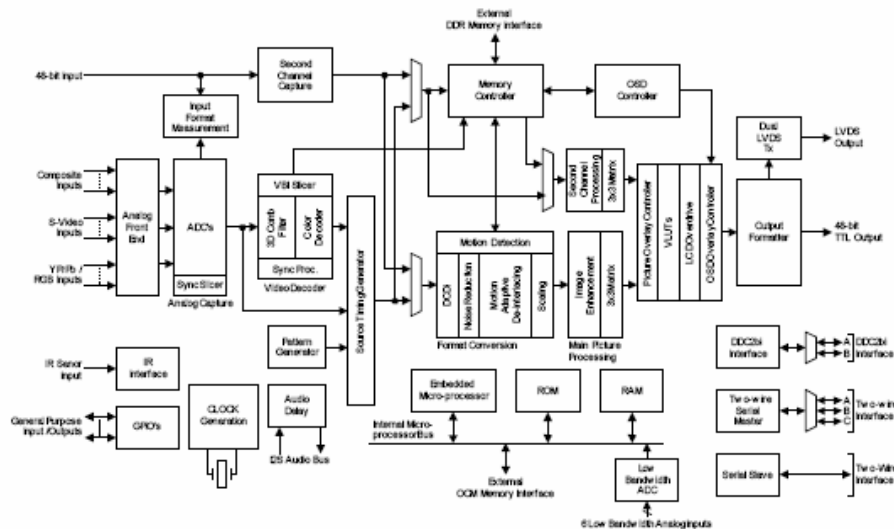 External
DDR Memory Interface
48-bit Input
Second
Channel
Capture
Memory
Controller
OSD
Controller
Input
Format
Measurement
Dual
LVDS
Tx
LVDS
Output
Composite
Inputs
S-Video
Inputs
YPrPb /
RGS Inputs
Analog
Front
End
ADC's
Sync Slicer
Analog Capture
VBI Slicer
3D Comb
Filter
Color
Decoder
Sync Proc.
Video Decoder
Source Timing Generator
Second Channel
Processing
3x3 Matrix
Picture Overlay Controller
VLUTs
LCD Overdrive
OSD Overlay Controller
Output
Formatter
48-bit
TTL Output
Motion Detection
DCDi
Noise Reduction
Motion
Adaptive
De-interlacing
Scaling
Format Conversion
Image
Enhancement
3x3 Matrix
Main Picture
Processing
Pattern
Generator
DDC2bi
Interface
A
B
DDC2bi
Interface
IR Sensor
input
IR
Interface
General Purpose
Input /Outputs
GPIO's
CLOCK
Generation
Audio
Delay
I2S Audio Bus
Embedded
Micro-processor
ROM
RAM
Internal Micro-
processor Bus
External
OCM Memory Interface
Low
Bandwidth
ADC
6 Low Bandwidth Analog inputs
Two-wire
Serial
Master
A
B
C
Two-wire
Interface
Serial Slave
Two-Wire
Interface